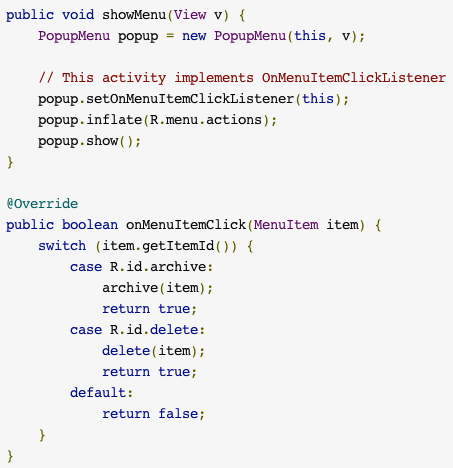 public void showMenu(View v) {
    PopupMenu popup = new PopupMenu(this, v);

    // This activity implements OnMenuItemClickListener
    popup.setOnMenuItemClickListener(this);
    popup.inflate(R.menu.actions);
    popup.show();
}

@Override
public boolean onMenuItemClick(MenuItem item) {
    switch (item.getItemId()) {
        case R.id.archive:
            archive(item);
            return true;
        case R.id.delete:
            delete(item);
            return true;
        default:
            return false;
    }
}